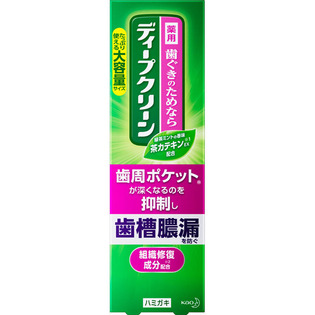 たっぷり
使える
大容量
サイズ
薬用
歯ぐきのためなら
ディープクリーン
緑茶ミントの香味
茶カテキン※1EX
配合
歯周ポケット※
が深くなるのを
抑制し
歯槽膿漏
を防ぐ
組織修復
成分※2配合
ハミガキ
KAO